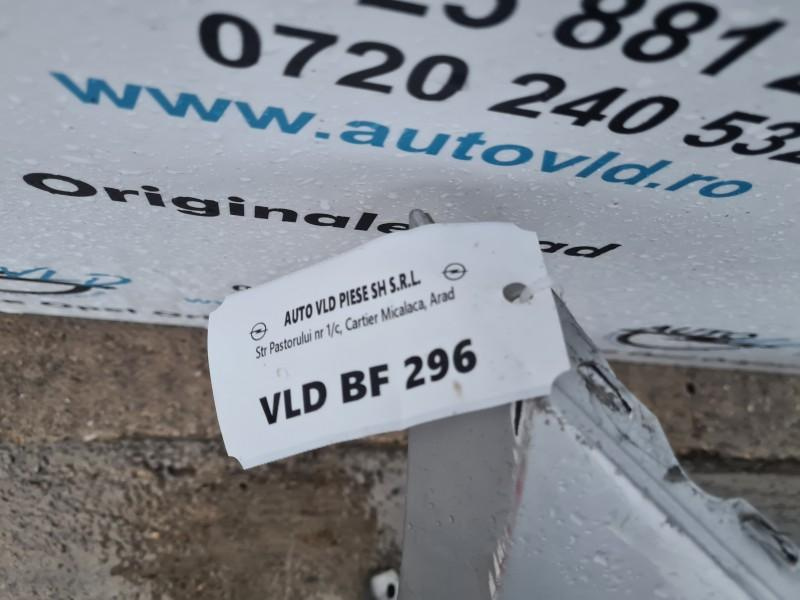 0720 240 532
www.autovld.ro
Originale
AUTO VLD PIESE SH S.R.L.
Str Pastorului nr 1/c, Cartier Micalaca, Arad
VLD BF 296